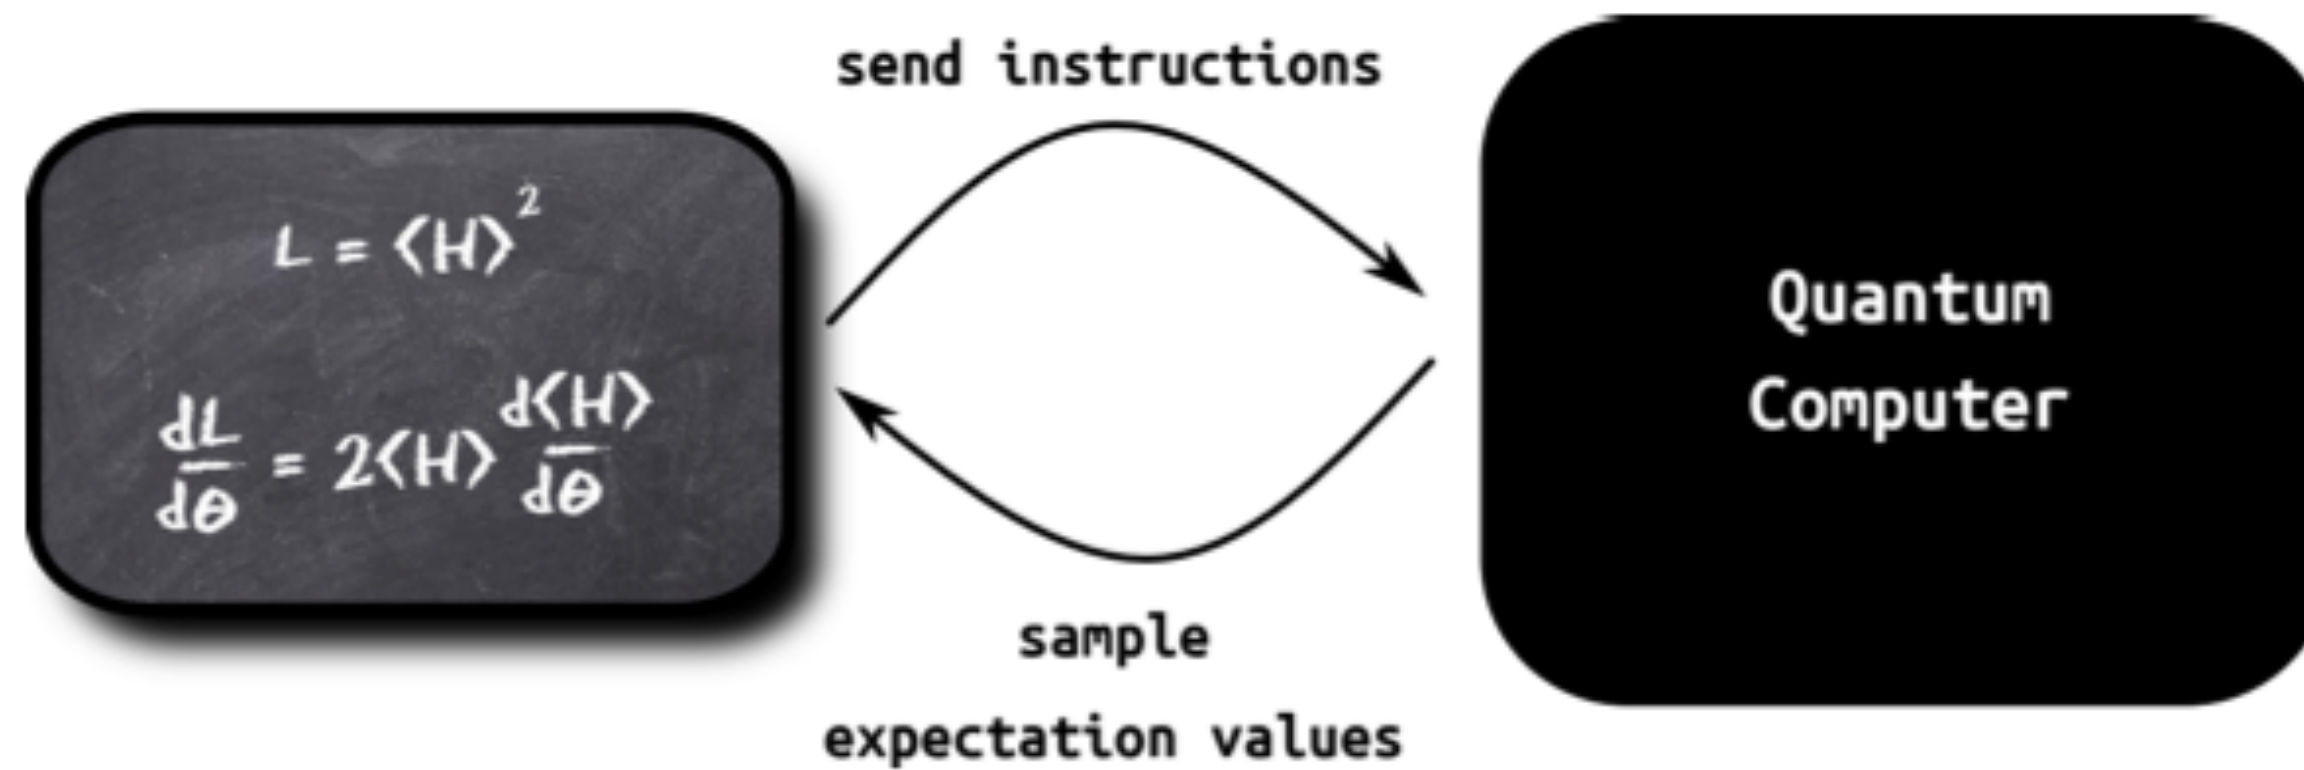 send instructions
L = ⟨H⟩²
dL/dθ = 2⟨H⟩ d⟨H⟩/dθ
Quantum
Computer
sample
expectation values